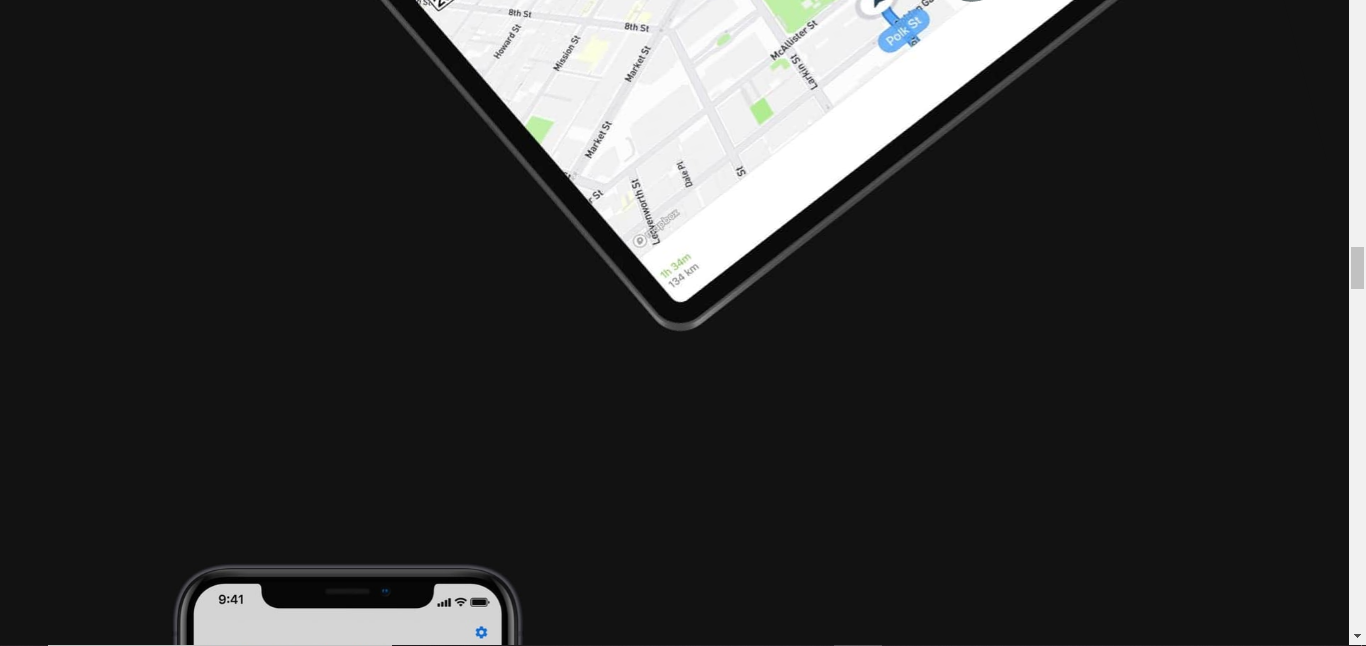 8th St
8th St
Howard St
Mission St
Market St
McAllister St
Polk St
Larkin St
Market St
Dale Pl
St
Leavenworth St
1h 34m
134 km
9:41